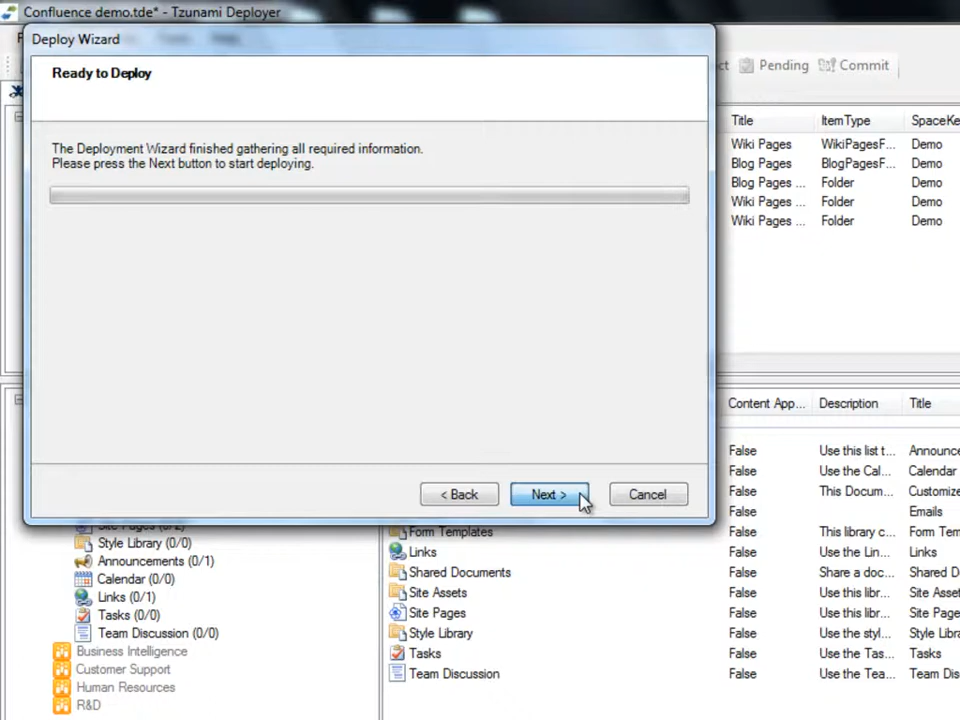 Confluence demo.tde* - Tzunami Deployer
Deploy Wizard
Ready to Deploy
The Deployment Wizard finished gathering all required information.
Please press the Next button to start deploying.
< Back
Next >
Cancel
Pending
Commit
Title ItemType SpaceKe
Wiki Pages WikiPagesF... Demo
Blog Pages BlogPagesF... Demo
Blog Pages ... Folder Demo
Wiki Pages ... Folder Demo
Wiki Pages ... Folder Demo
Content App... Description Title
False Use this list t... Announce
False Use the Cal... Calendar
False This Docum... Customize
False Emails
Form Templates False This library c... Form Tem
Links False Use the Lin... Links
Shared Documents False Share a doc... Shared D
Site Assets False Use this libr... Site Asset
Site Pages False Use this libr... Site Page
Style Library False Use the styl... Style Libra
Tasks False Use the Tas... Tasks
Team Discussion False Use the Tea... Team Dis
Site Pages (0/2)
Style Library (0/0)
Announcements (0/1)
Calendar (0/0)
Links (0/1)
Tasks (0/0)
Team Discussion (0/0)
Business Intelligence
Customer Support
Human Resources
R&D